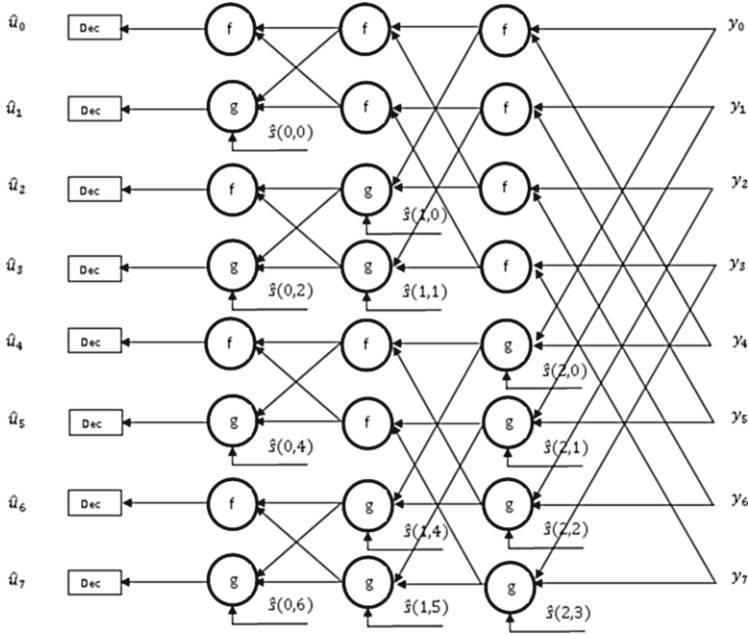 û₀ Dec f f f y₀
û₁ Dec g f f y₁
ŝ(0,0)
û₂ Dec f g f y₂
ŝ(1,0)
û₃ Dec g g f y₃
ŝ(0,2) ŝ(1,1)
û₄ Dec f f g y₄
ŝ(2,0)
û₅ Dec g f g y₅
ŝ(0,4) ŝ(2,1)
û₆ Dec f g g y₆
ŝ(1,4) ŝ(2,2)
û₇ Dec g g g y₇
ŝ(0,6) ŝ(1,5) ŝ(2,3)